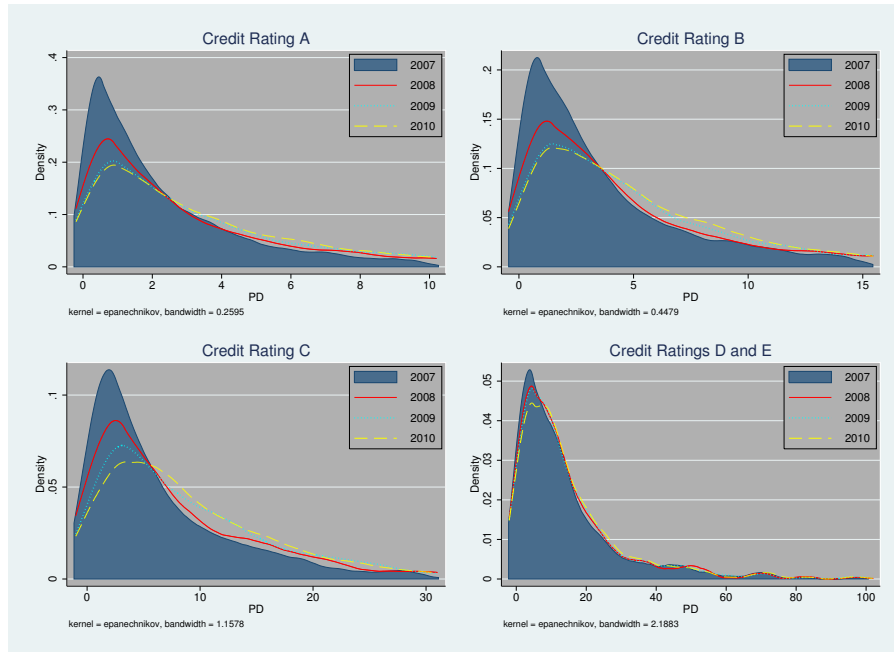 Credit Rating A
0 .1 .2 .3 .4
Density
0 2 4 6 8 10
PD
2007
2008
2009
2010
kernel = epanechnikov, bandwidth = 0.2595
Credit Rating B
0 .05 .1 .15 .2
Density
0 5 10 15
PD
2007
2008
2009
2010
kernel = epanechnikov, bandwidth = 0.4479
Credit Rating C
0 .05 .1
Density
0 10 20 30
PD
2007
2008
2009
2010
kernel = epanechnikov, bandwidth = 1.1578
Credit Ratings D and E
0 .01 .02 .03 .04 .05
Density
0 20 40 60 80 100
PD
2007
2008
2009
2010
kernel = epanechnikov, bandwidth = 2.1883